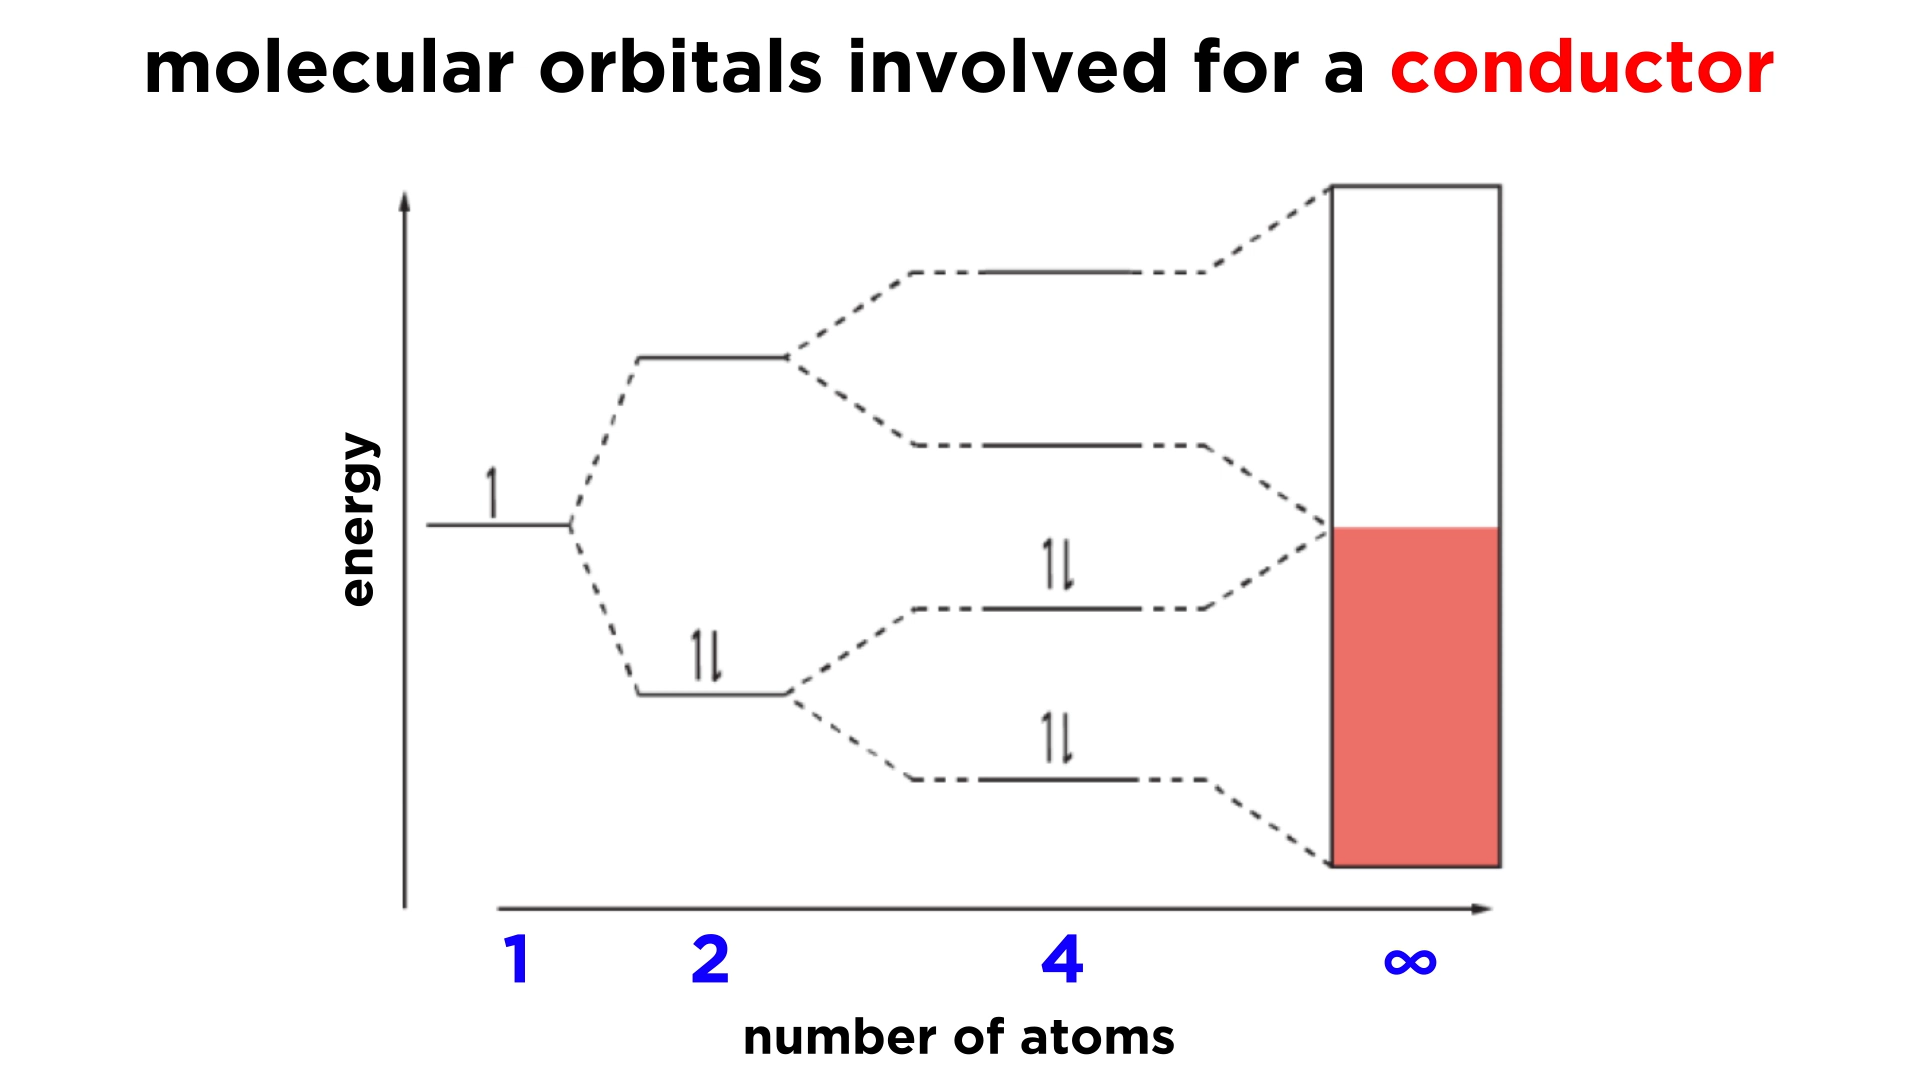 molecular orbitals involved for a conductor
energy
1 2 4 ∞
number of atoms